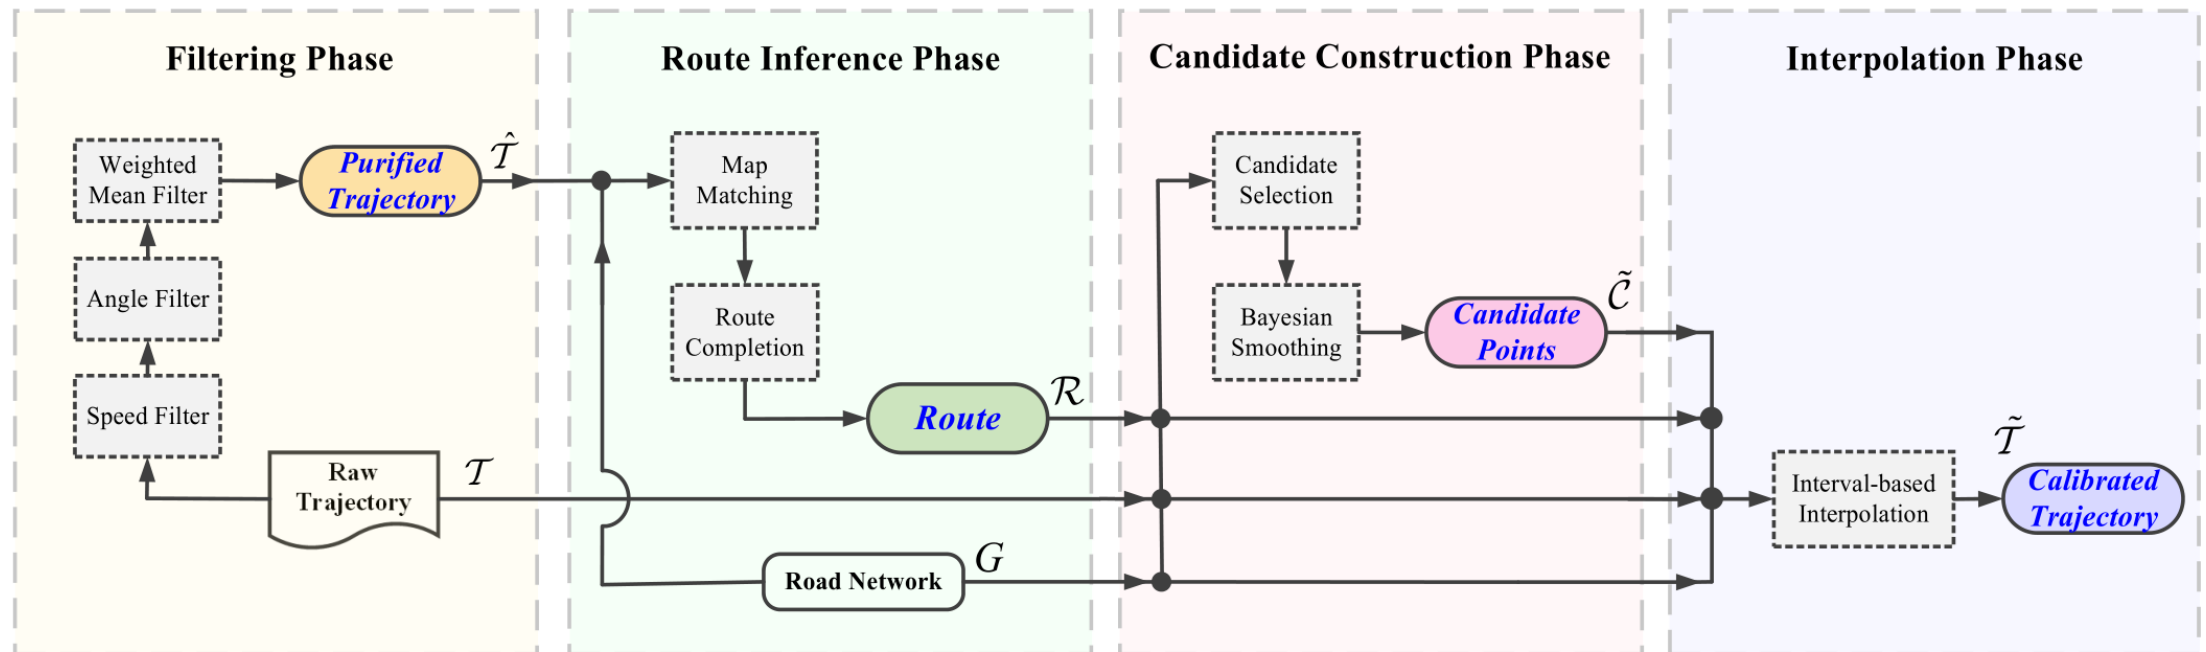 Filtering Phase
Weighted
Mean Filter
Purified
Trajectory
𝒯̂
Angle Filter
Speed Filter
Raw
Trajectory
𝒯
Route Inference Phase
Map
Matching
Route
Completion
Route
ℛ
Road Network
G
Candidate Construction Phase
Candidate
Selection
Bayesian
Smoothing
Candidate
Points
𝒞̃
Interpolation Phase
Interval-based
Interpolation
𝒯̃
Calibrated
Trajectory